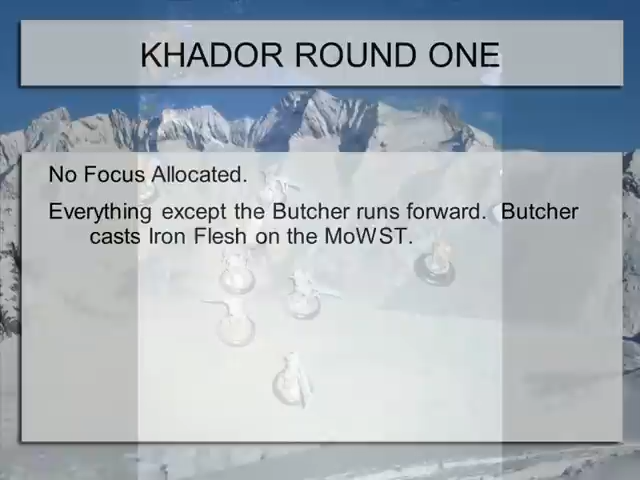 KHADOR ROUND ONE
No Focus Allocated.
Everything except the Butcher runs forward. Butcher
casts Iron Flesh on the MoWST.